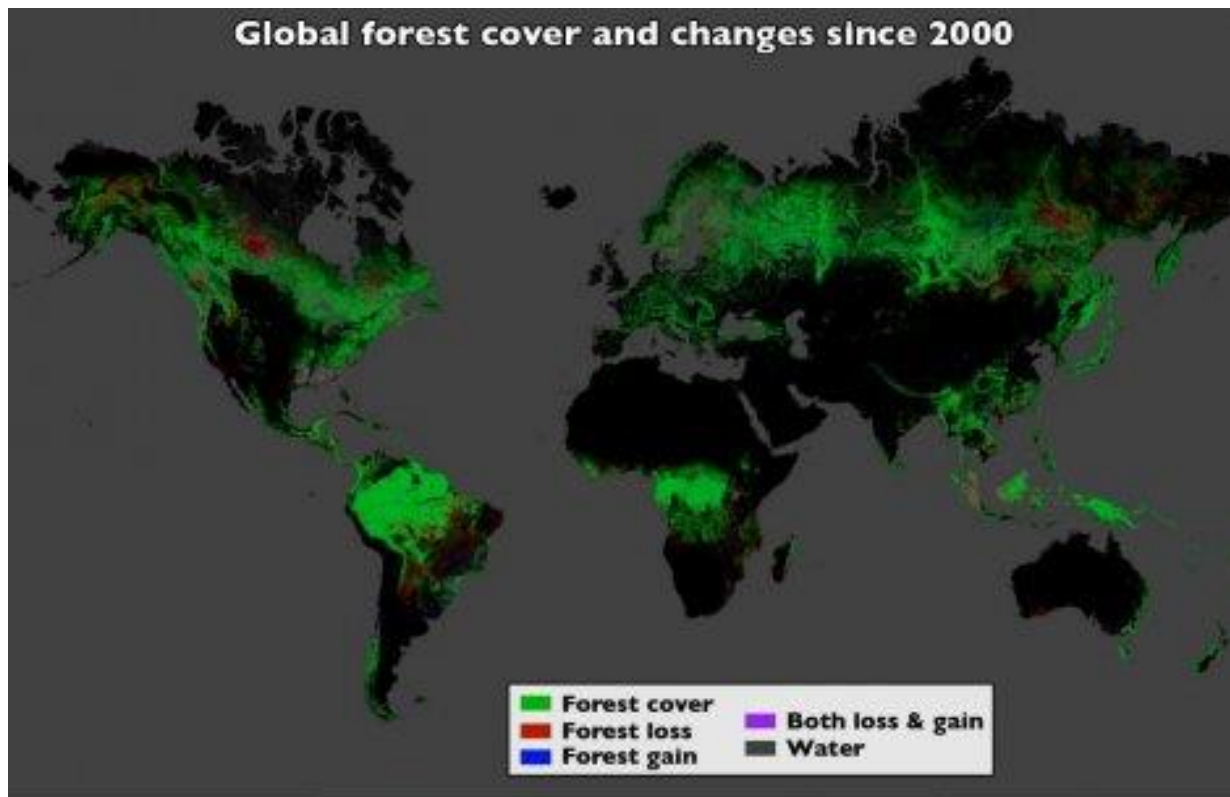 Global forest cover and changes since 2000
Forest cover
Forest loss
Forest gain
Both loss & gain
Water